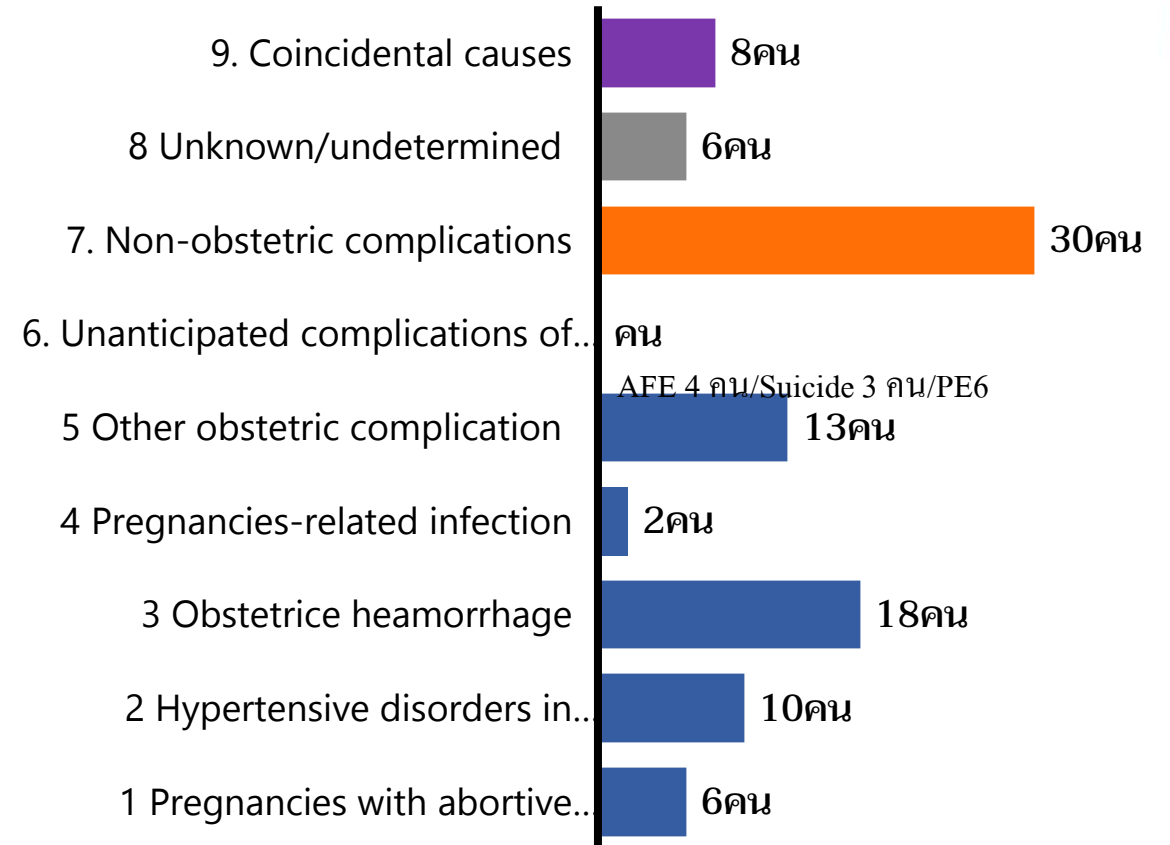 9. Coincidental causes 8คน
8 Unknown/undetermined 6คน
7. Non-obstetric complications 30คน
6. Unanticipated complications of... คน
AFE 4 คน/Suicide 3 คน/PE6
5 Other obstetric complication 13คน
4 Pregnancies-related infection 2คน
3 Obstetrice heamorrhage 18คน
2 Hypertensive disorders in... 10คน
1 Pregnancies with abortive... 6คน